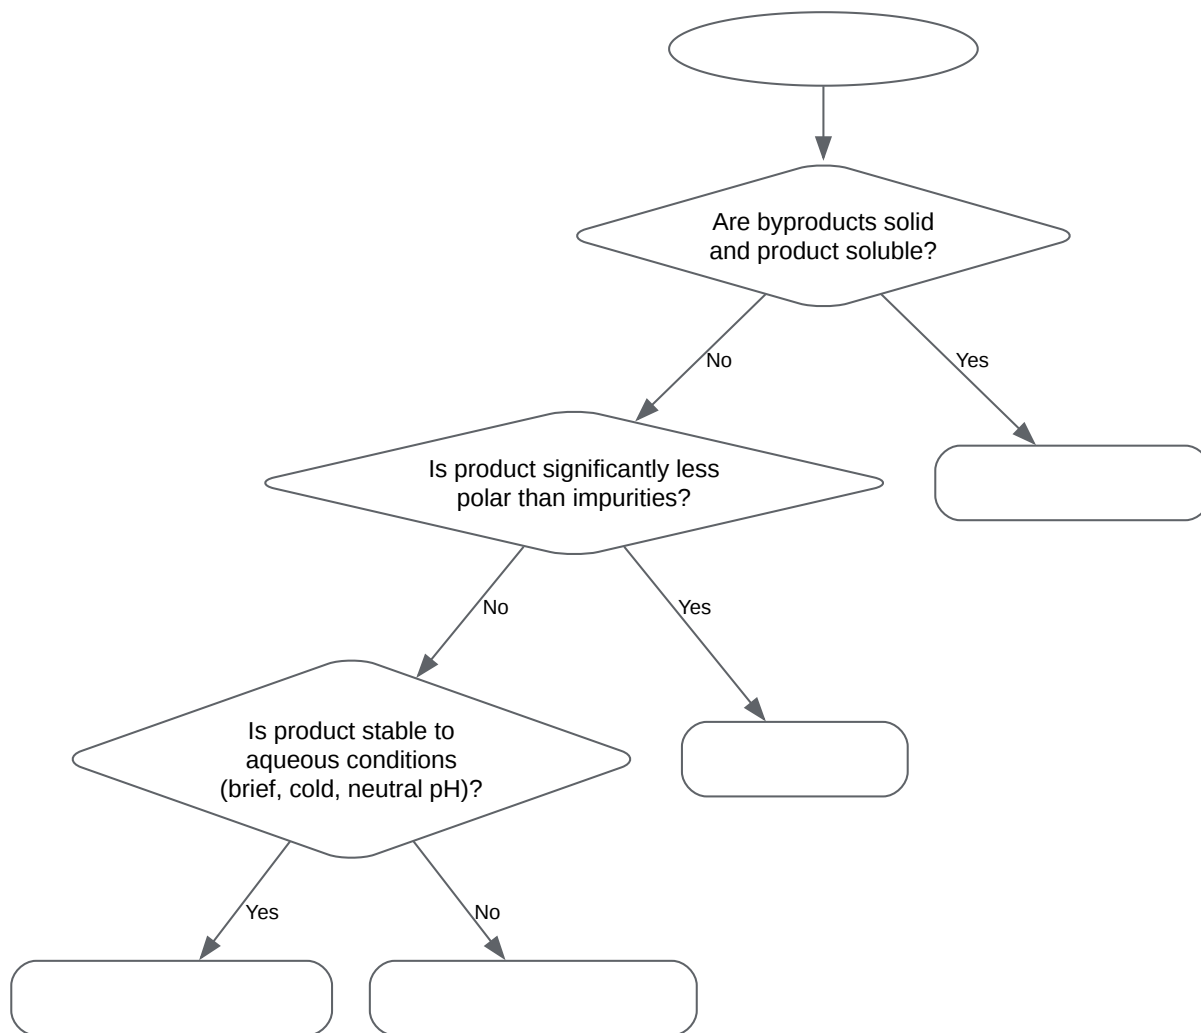 Are byproducts solid
and product soluble?
No
Yes
Is product significantly less
polar than impurities?
No
Yes
Is product stable to
aqueous conditions
(brief, cold, neutral pH)?
Yes
No